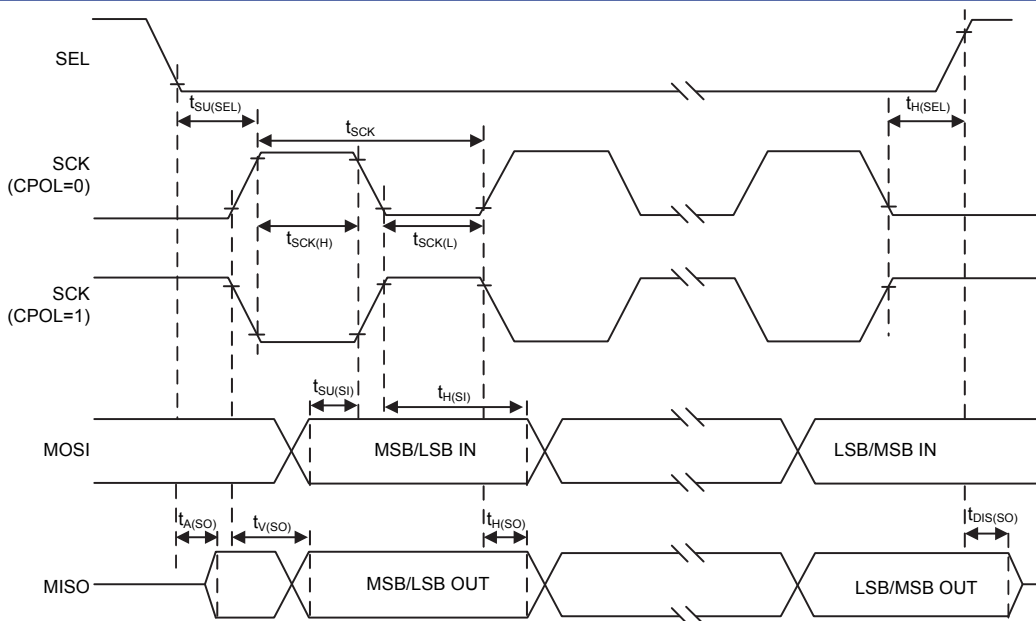 SEL
tSU(SEL)
tH(SEL)
tSCK
SCK
(CPOL=0)
tSCK(H)
tSCK(L)
SCK
(CPOL=1)
tSU(SI)
tH(SI)
MOSI
MSB/LSB IN
LSB/MSB IN
tA(SO)
tV(SO)
tH(SO)
tDIS(SO)
MISO
MSB/LSB OUT
LSB/MSB OUT